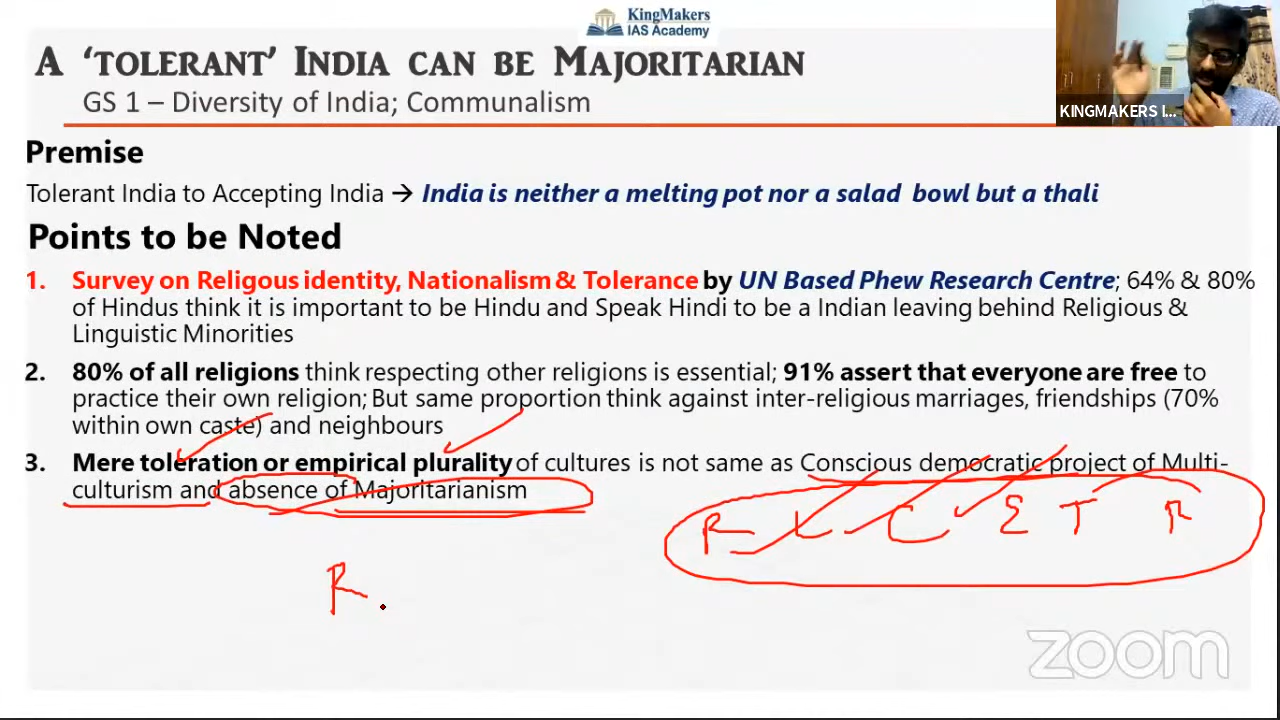 KingMakers
IAS Academy
A ‘TOLERANT’ INDIA CAN BE MAJORITARIAN
GS 1 – Diversity of India; Communalism
KINGMAKERS I...
Premise
Tolerant India to Accepting India → India is neither a melting pot nor a salad bowl but a thali
Points to be Noted
1. Survey on Religous identity, Nationalism & Tolerance by UN Based Phew Research Centre; 64% & 80%
of Hindus think it is important to be Hindu and Speak Hindi to be a Indian leaving behind Religious &
Linguistic Minorities
2. 80% of all religions think respecting other religions is essential; 91% assert that everyone are free to
practice their own religion; But same proportion think against inter-religious marriages, friendships (70%
within own caste) and neighbours
3. Mere toleration or empirical plurality of cultures is not same as Conscious democratic project of Multi-
culturism and absence of Majoritarianism
R L C E T R
R
zoom